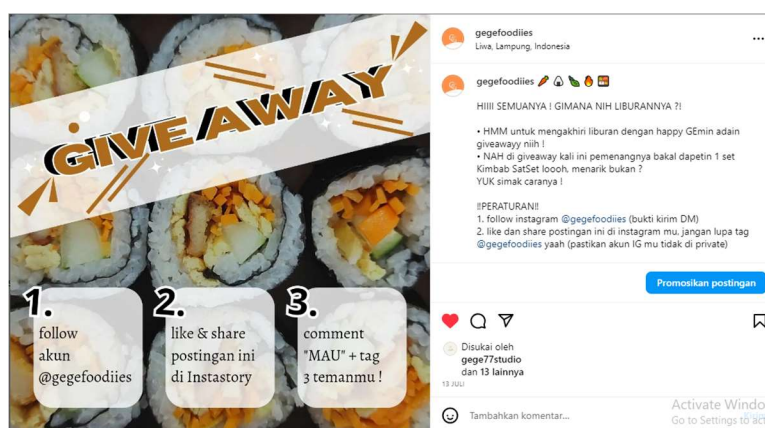 GIVE AWAY
1.
follow
akun
@gegefoodiies
2.
like & share
postingan ini
di Instastory
3.
comment
"MAU" + tag
3 temanmu !
gegefoodiies
Liwa, Lampung, Indonesia
gegefoodiies 🥕🍙🫔🔥🍱
HIIII SEMUANYA ! GIMANA NIH LIBURANNYA ?!
• HMM untuk mengakhiri liburan dengan happy GEmin adain
giveawayy niih !
• NAH di giveaway kali ini pemenangnya bakal dapetin 1 set
Kimbab SatSet loooh, menarik bukan ?
YUK simak caranya !
‼️PERATURAN‼️
1. follow instagram @gegefoodiies (bukti kirim DM)
2. like dan share postingan ini di instagram mu, jangan lupa tag
@gegefoodiies yaah (pastikan akun IG mu tidak di private)
Promosikan postingan
Disukai oleh
gege77studio
dan 13 lainnya
13 JULI
Tambahkan komentar...
Activate Windo
Go to Settings to act